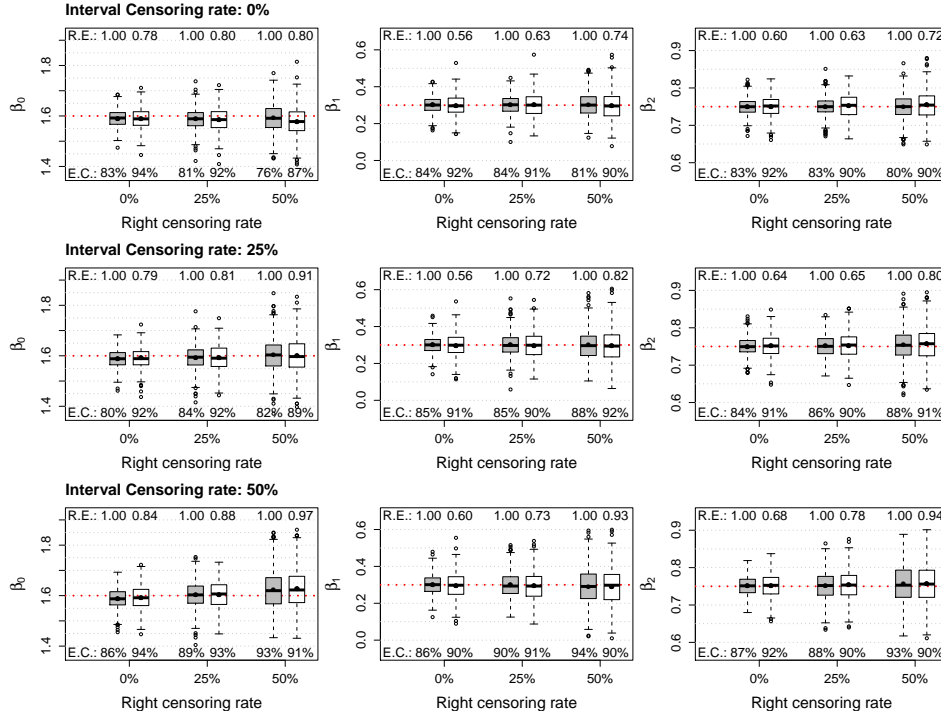 Interval Censoring rate: 0%
R.E.: 1.00 0.78 1.00 0.80 1.00 0.80
β0
1.4 1.6 1.8
E.C.: 83% 94% 81% 92% 76% 87%
0% 25% 50%
Right censoring rate
1.00 0.56 1.00 0.63 1.00 0.74
β1
0.0 0.3 0.6
84% 92% 84% 91% 81% 90%
0% 25% 50%
Right censoring rate
1.00 0.60 1.00 0.63 1.00 0.72
β2
0.6 0.7 0.8 0.9
83% 92% 83% 90% 80% 90%
0% 25% 50%
Right censoring rate
Interval Censoring rate: 25%
R.E.: 1.00 0.79 1.00 0.81 1.00 0.91
β0
1.4 1.6 1.8
E.C.: 80% 92% 84% 92% 82% 89%
0% 25% 50%
Right censoring rate
R.E.: 1.00 0.56 1.00 0.72 1.00 0.82
β1
0.0 0.2 0.4 0.6
E.C.: 85% 91% 85% 90% 88% 92%
0% 25% 50%
Right censoring rate
R.E.: 1.00 0.64 1.00 0.65 1.00 0.80
β2
0.6 0.7 0.8 0.9
E.C.: 84% 91% 86% 90% 88% 91%
0% 25% 50%
Right censoring rate
Interval Censoring rate: 50%
R.E.: 1.00 0.84 1.00 0.88 1.00 0.97
β0
1.4 1.6 1.8
E.C.: 86% 94% 89% 93% 93% 91%
0% 25% 50%
Right censoring rate
R.E.: 1.00 0.60 1.00 0.73 1.00 0.93
β1
0.0 0.2 0.4 0.6
E.C.: 86% 90% 90% 91% 94% 90%
0% 25% 50%
Right censoring rate
R.E.: 1.00 0.68 1.00 0.78 1.00 0.94
β2
0.6 0.7 0.8 0.9
E.C.: 87% 92% 88% 90% 93% 90%
0% 25% 50%
Right censoring rate